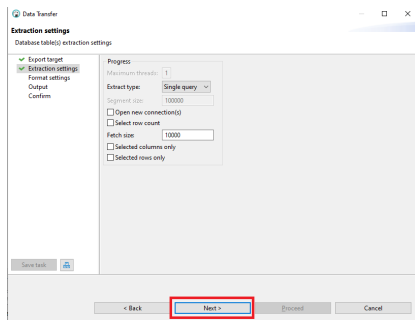 Data Transfer
Extraction settings
Database table(s) extraction settings
Export target
Extraction settings
Format settings
Output
Confirm
Progress
Maximum threads: 1
Extract type: Single query
Segment size: 100000
Open new connection(s)
Select row count
Fetch size: 10000
Selected columns only
Selected rows only
Save task
< Back
Next >
Proceed
Cancel